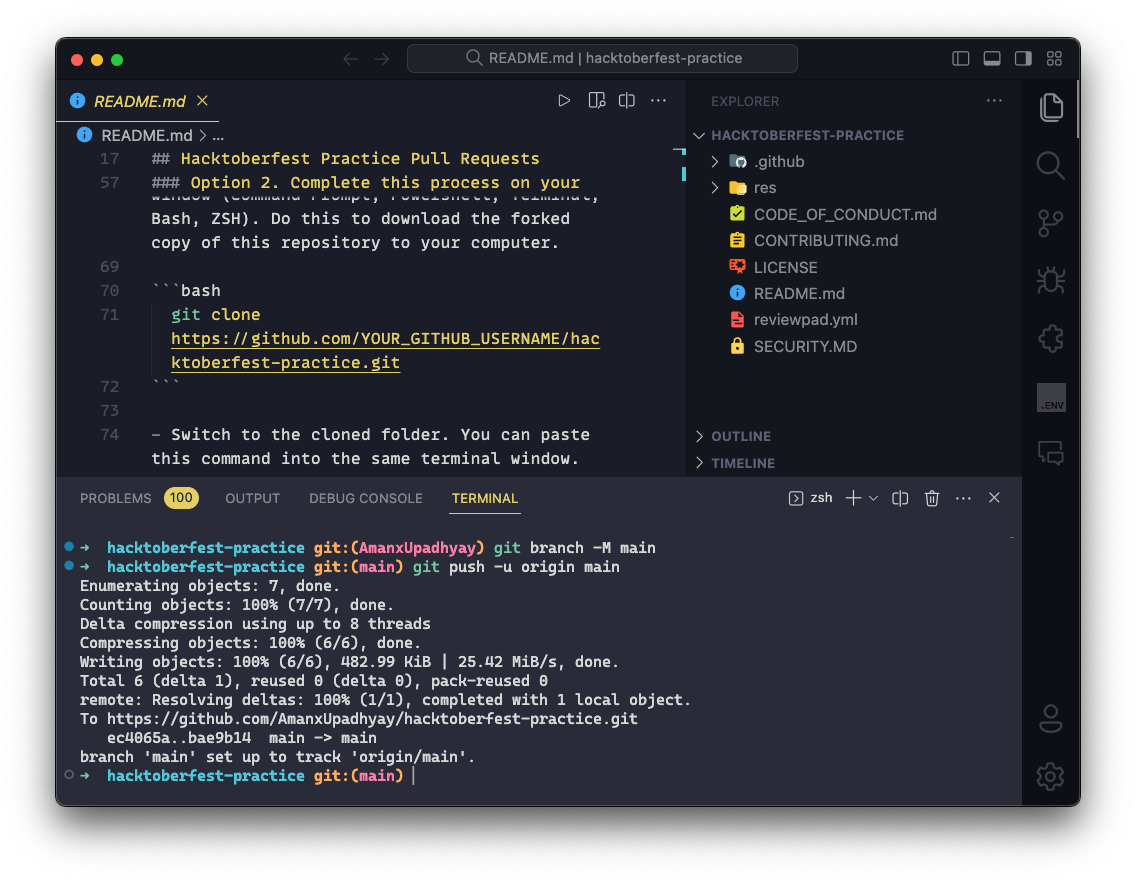 README.md | hacktoberfest-practice
README.md
README.md > ...
17 ## Hacktoberfest Practice Pull Requests
57 ### Option 2. Complete this process on your
window (Command Prompt, Powershell, Terminal,
Bash, ZSH). Do this to download the forked
copy of this repository to your computer.
69
70 ```bash
71 git clone
https://github.com/YOUR_GITHUB_USERNAME/hac
ktoberfest-practice.git
72 ```
73
74 - Switch to the cloned folder. You can paste
this command into the same terminal window.
EXPLORER
HACKTOBERFEST-PRACTICE
.github
res
CODE_OF_CONDUCT.md
CONTRIBUTING.md
LICENSE
README.md
reviewpad.yml
SECURITY.MD
OUTLINE
TIMELINE
.ENV
PROBLEMS 100 OUTPUT DEBUG CONSOLE TERMINAL zsh
➜ hacktoberfest-practice git:(AmanxUpadhyay) git branch -M main
➜ hacktoberfest-practice git:(main) git push -u origin main
Enumerating objects: 7, done.
Counting objects: 100% (7/7), done.
Delta compression using up to 8 threads
Compressing objects: 100% (6/6), done.
Writing objects: 100% (6/6), 482.99 KiB | 25.42 MiB/s, done.
Total 6 (delta 1), reused 0 (delta 0), pack-reused 0
remote: Resolving deltas: 100% (1/1), completed with 1 local object.
To https://github.com/AmanxUpadhyay/hacktoberfest-practice.git
ec4065a..bae9b14 main -> main
branch 'main' set up to track 'origin/main'.
➜ hacktoberfest-practice git:(main)